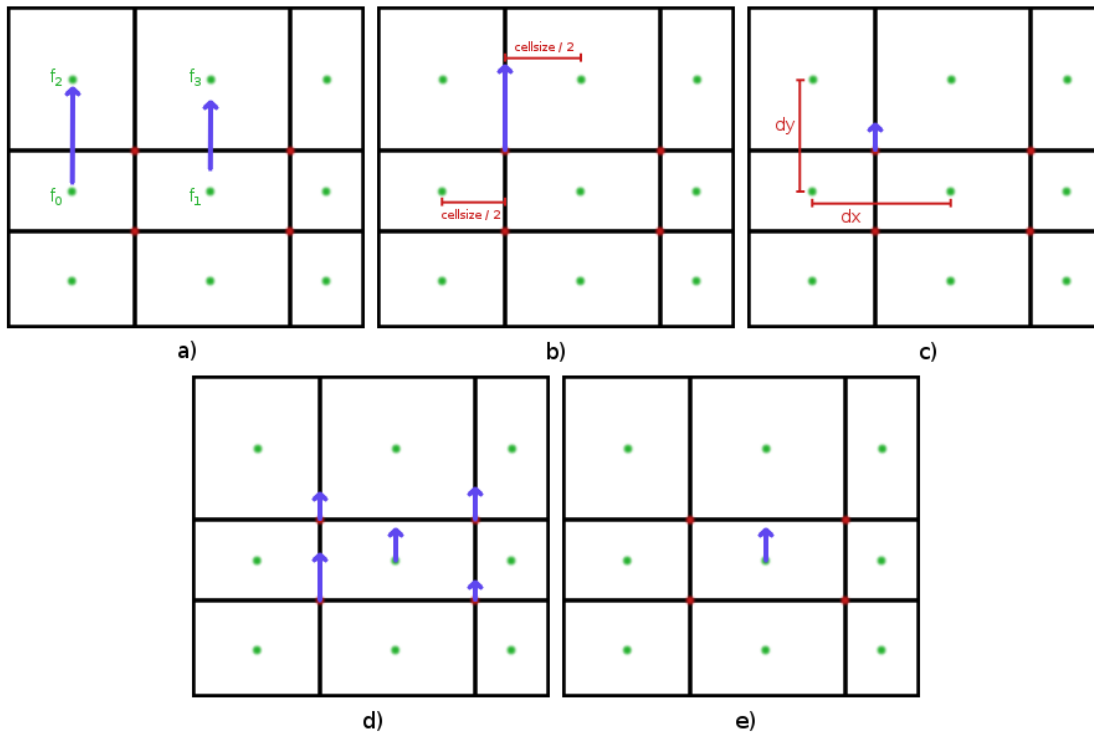 f₂
f₃
f₀
f₁
a)
cellsize / 2
cellsize / 2
b)
dy
dx
c)
d)
e)